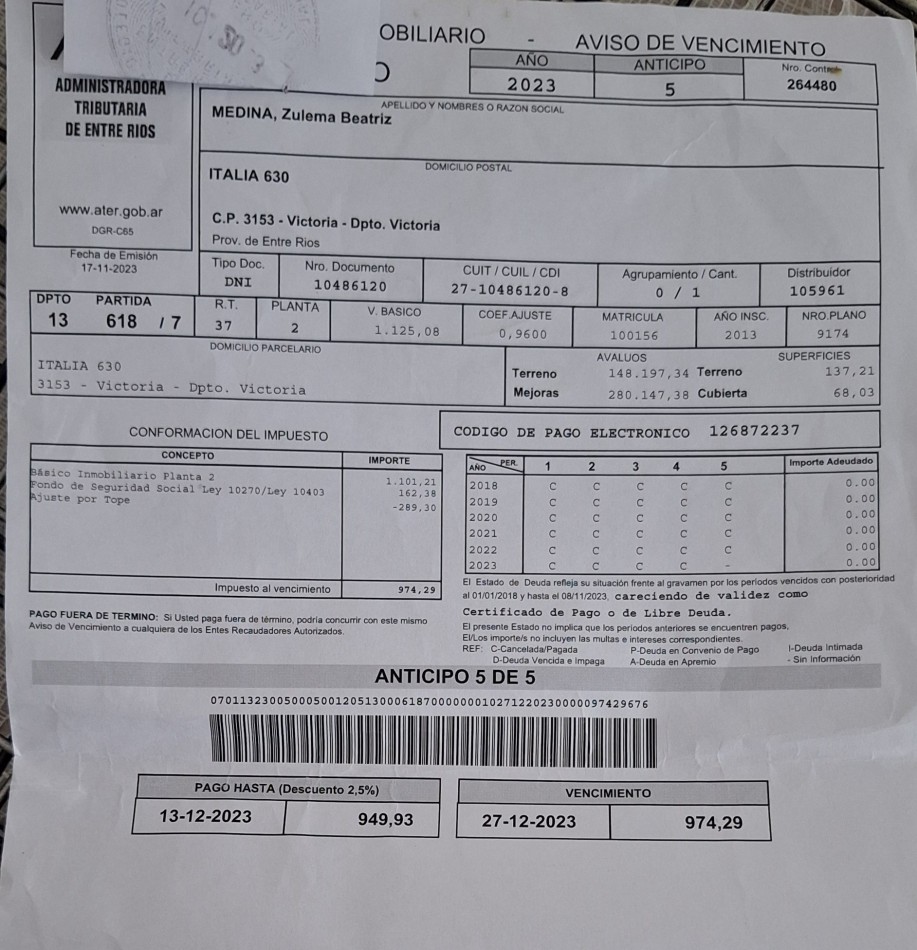 OBILIARIO - AVISO DE VENCIMIENTO
O
AÑO ANTICIPO Nro. Control
2023 5 264480
ADMINISTRADORA
TRIBUTARIA
DE ENTRE RIOS
www.ater.gob.ar
DGR-C65
Fecha de Emisión
17-11-2023
APELLIDO Y NOMBRES O RAZON SOCIAL
MEDINA, Zulema Beatriz
DOMICILIO POSTAL
ITALIA 630
C.P. 3153 - Victoria - Dpto. Victoria
Prov. de Entre Rios
Tipo Doc. Nro. Documento CUIT / CUIL / CDI Agrupamiento / Cant. Distribuidor
DNI 10486120 27-10486120-8 0 / 1 105961
DPTO PARTIDA R.T. PLANTA V. BASICO COEF.AJUSTE MATRICULA AÑO INSC. NRO.PLANO
13 618 / 7 37 2 1.125,08 0,9600 100156 2013 9174
DOMICILIO PARCELARIO
ITALIA 630
3153 - Victoria - Dpto. Victoria
AVALUOS SUPERFICIES
Terreno 148.197,34 Terreno 137,21
Mejoras 280.147,38 Cubierta 68,03
CONFORMACION DEL IMPUESTO
CONCEPTO IMPORTE
Básico Inmobiliario Planta 2 1.101,21
Fondo de Seguridad Social Ley 10270/Ley 10403 162,38
Ajuste por Tope -289,30
Impuesto al vencimiento 974,29
CODIGO DE PAGO ELECTRONICO 126872237
AÑO PER. 1 2 3 4 5 Importe Adeudado
2018 C C C C C 0.00
2019 C C C C C 0.00
2020 C C C C C 0.00
2021 C C C C C 0.00
2022 C C C C C 0.00
2023 C C C C - 0.00
El Estado de Deuda refleja su situación frente al gravamen por los periodos vencidos con posterioridad
al 01/01/2018 y hasta el 08/11/2023, careciendo de validez como
Certificado de Pago o de Libre Deuda.
El presente Estado no implica que los periodos anteriores se encuentren pagos,
El/Los importe/s no incluyen las multas e intereses correspondientes.
REF: C-Cancelada/Pagada P-Deuda en Convenio de Pago I-Deuda Intimada
D-Deuda Vencida e Impaga A-Deuda en Apremio - Sin Información
PAGO FUERA DE TERMINO: Si Usted paga fuera de término, podría concurrir con este mismo
Aviso de Vencimiento a cualquiera de los Entes Recaudadores Autorizados.
ANTICIPO 5 DE 5
PAGO HASTA (Descuento 2,5%)
13-12-2023 949,93
VENCIMIENTO
27-12-2023 974,29